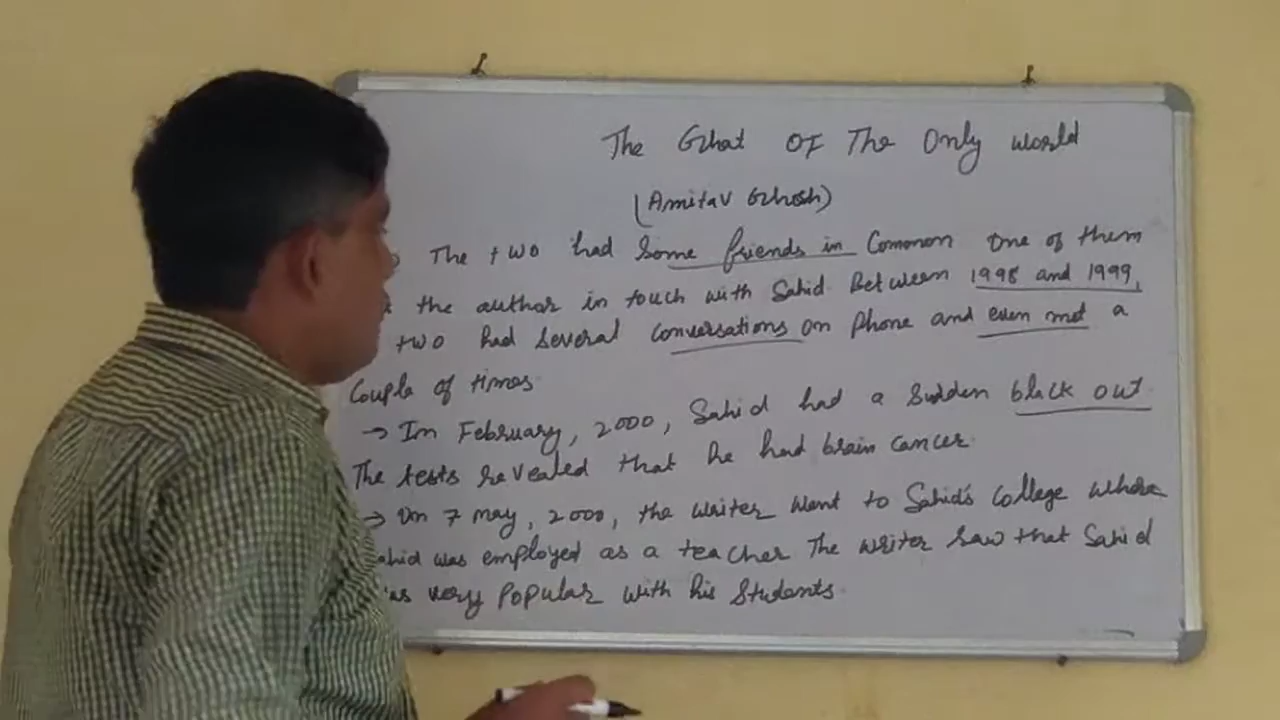 The Ghat OF The Only World
(Amitav Ghosh)
The two had Some friends in Common One of them
the author in touch with Sahid Between 1998 and 1999,
two had several conversations on phone and even met a
Couple of times.
→ In February, 2000, Sahid had a Sudden black out.
The tests revealed that he had brain cancer.
→ On 7 may, 2000, the writer Went to Sahid's College where
ahid was employed as a teacher The writer saw that Sahid
as very Popular with his Students.